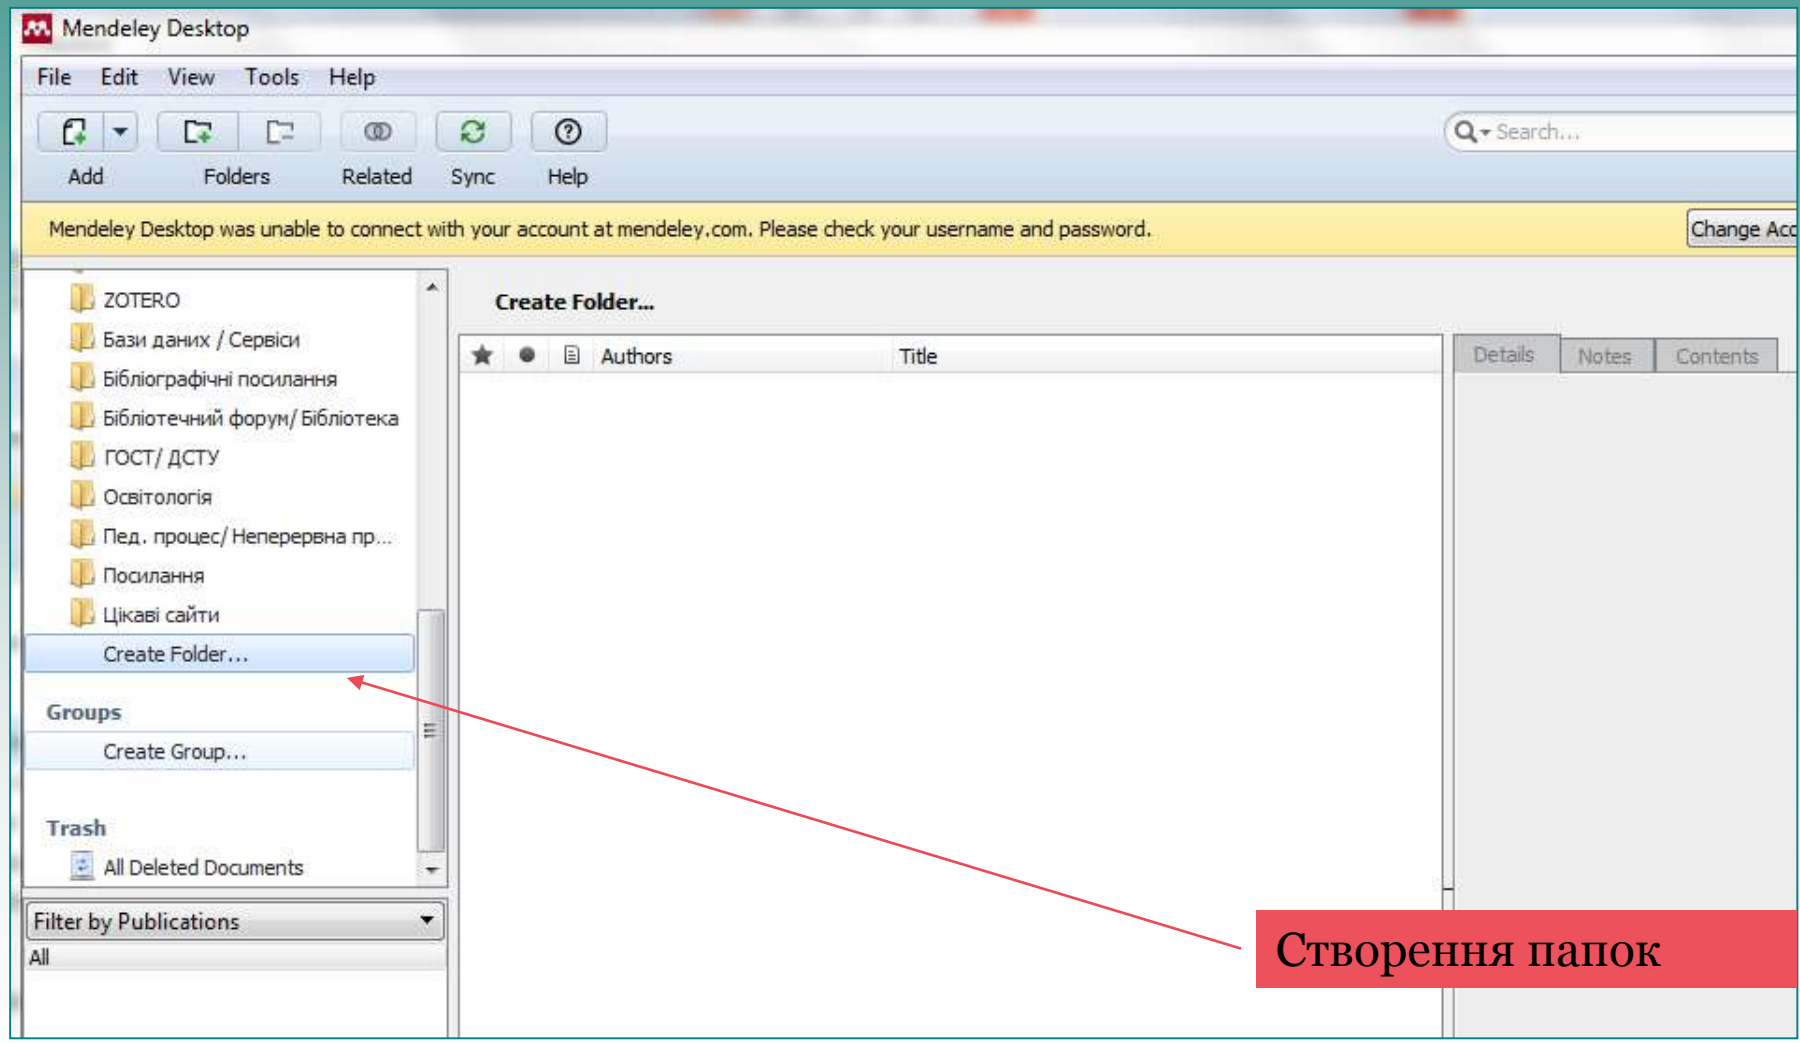 Mendeley Desktop
File Edit View Tools Help
Search...
Add Folders Related Sync Help
Mendeley Desktop was unable to connect with your account at mendeley.com. Please check your username and password.
Change Acc
ZOTERO
Бази даних / Сервіси
Бібліографічні посилання
Бібліотечний форум/ Бібліотека
ГОСТ/ ДСТУ
Освітологія
Пед. процес/ Неперервна пр...
Посилання
Цікаві сайти
Create Folder...
Groups
Create Group...
Trash
All Deleted Documents
Filter by Publications
All
Create Folder...
Authors Title
Details Notes Contents
Створення папок